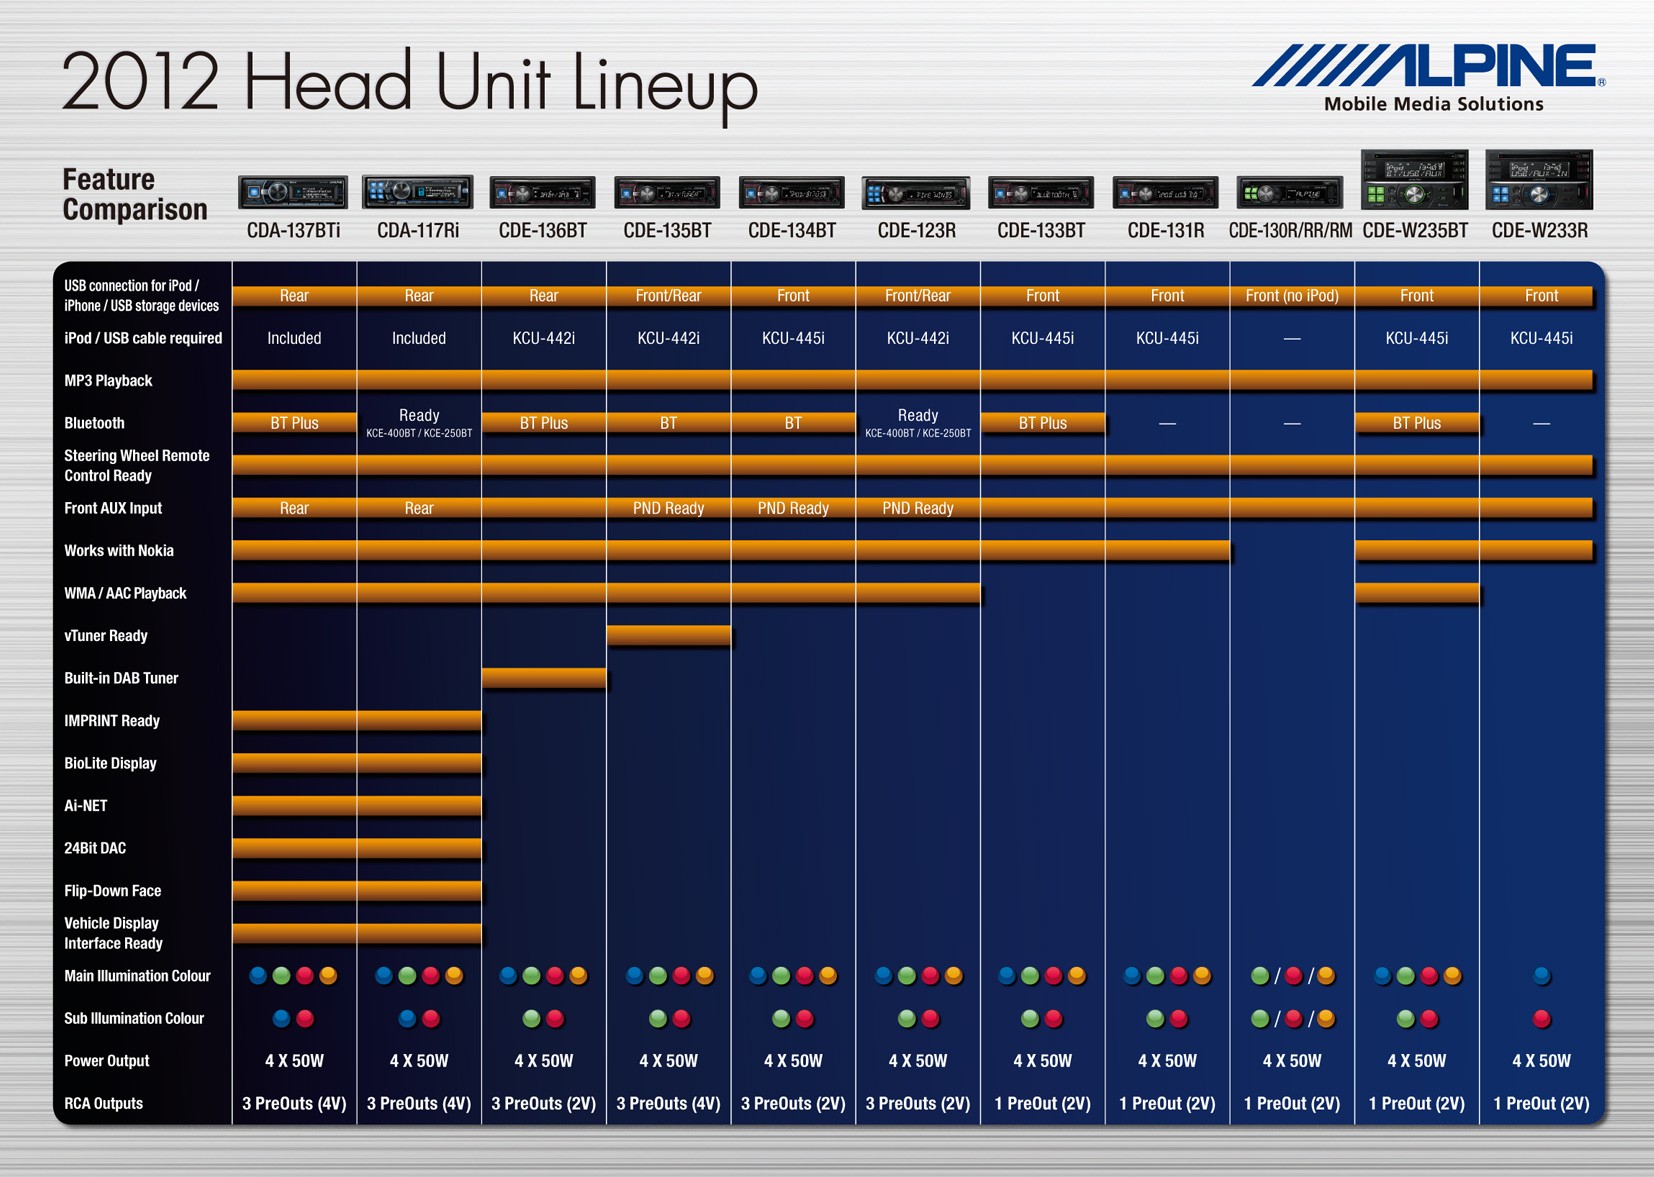 2012 Head Unit Lineup
ALPINE®
Mobile Media Solutions
Feature
Comparison
CDA-137BTi CDA-117Ri CDE-136BT CDE-135BT CDE-134BT CDE-123R CDE-133BT CDE-131R CDE-130R/RR/RM CDE-W235BT CDE-W233R
USB connection for iPod /
iPhone / USB storage devices
Rear Rear Rear Front/Rear Front Front/Rear Front Front Front (no iPod) Front Front
iPod / USB cable required Included Included KCU-442i KCU-442i KCU-445i KCU-442i KCU-445i KCU-445i — KCU-445i KCU-445i
MP3 Playback
Bluetooth BT Plus Ready BT Plus BT BT Ready BT Plus — — BT Plus —
KCE-400BT / KCE-250BT KCE-400BT / KCE-250BT
Steering Wheel Remote
Control Ready
Front AUX Input Rear Rear PND Ready PND Ready PND Ready
Works with Nokia
WMA / AAC Playback
vTuner Ready
Built-in DAB Tuner
IMPRINT Ready
BioLite Display
Ai-NET
24Bit DAC
Flip-Down Face
Vehicle Display
Interface Ready
Main Illumination Colour / /
Sub Illumination Colour / /
Power Output 4 X 50W 4 X 50W 4 X 50W 4 X 50W 4 X 50W 4 X 50W 4 X 50W 4 X 50W 4 X 50W 4 X 50W 4 X 50W
RCA Outputs 3 PreOuts (4V) 3 PreOuts (4V) 3 PreOuts (2V) 3 PreOuts (4V) 3 PreOuts (2V) 3 PreOuts (2V) 1 PreOut (2V) 1 PreOut (2V) 1 PreOut (2V) 1 PreOut (2V) 1 PreOut (2V)